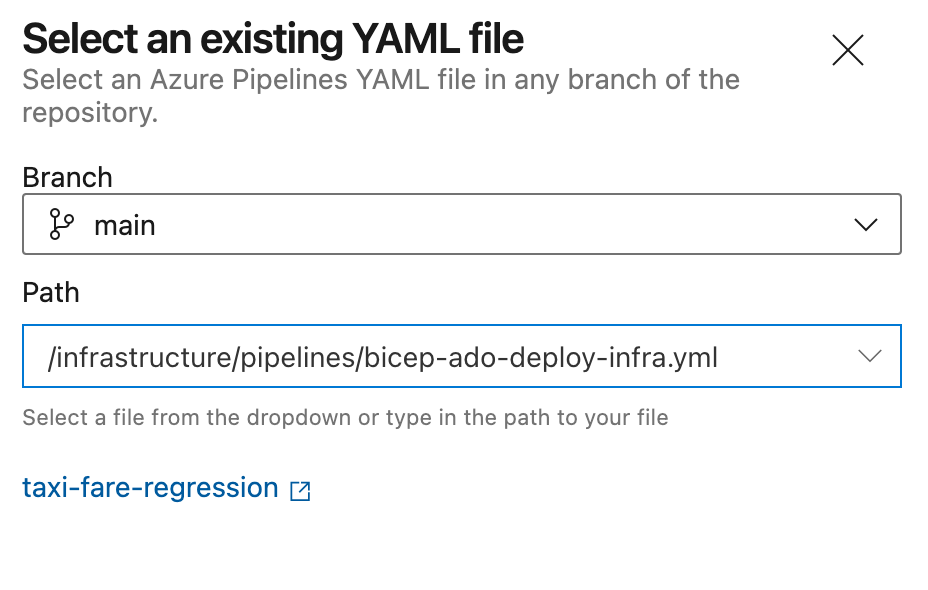 Select an existing YAML file
Select an Azure Pipelines YAML file in any branch of the
repository.
Branch
main
Path
/infrastructure/pipelines/bicep-ado-deploy-infra.yml
Select a file from the dropdown or type in the path to your file
taxi-fare-regression